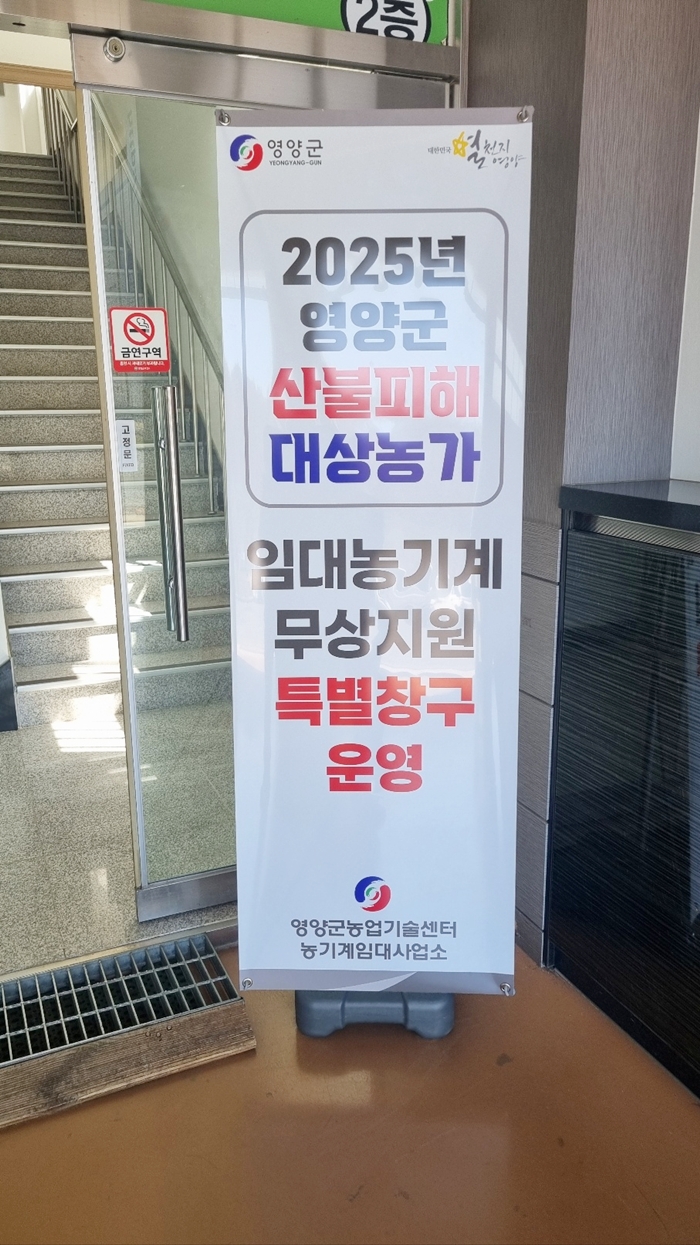 2층
영양군
YEONGYANG-GUN
대한민국 별천지 영양
2025년
영양군
산불피해
대상농가
임대농기계
무상지원
특별창구
운영
영양군농업기술센터
농기계임대사업소
금연구역
고정문